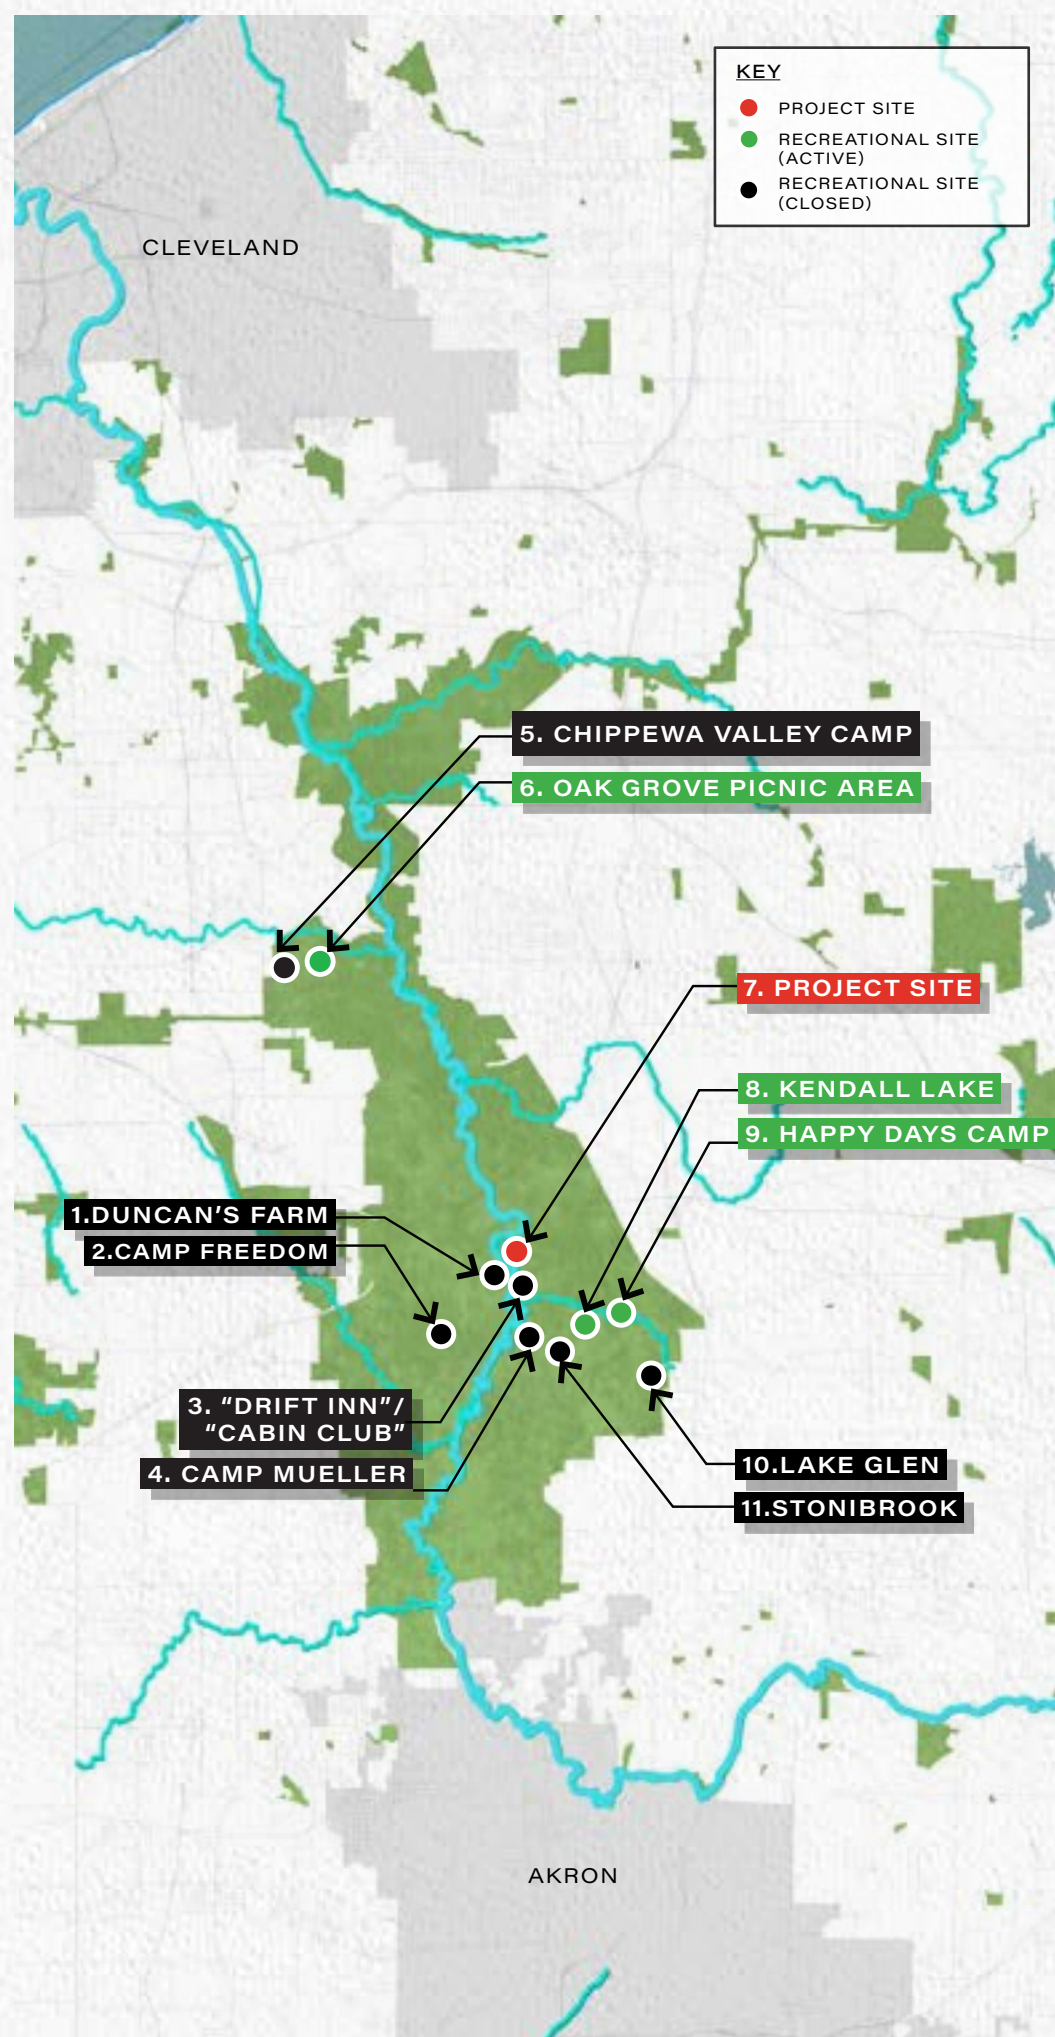 KEY
PROJECT SITE
RECREATIONAL SITE
(ACTIVE)
RECREATIONAL SITE
(CLOSED)
CLEVELAND
5. CHIPPEWA VALLEY CAMP
6. OAK GROVE PICNIC AREA
7. PROJECT SITE
8. KENDALL LAKE
9. HAPPY DAYS CAMP
1.DUNCAN’S FARM
2.CAMP FREEDOM
3. “DRIFT INN”/
“CABIN CLUB”
4. CAMP MUELLER
10.LAKE GLEN
11.STONIBROOK
AKRON